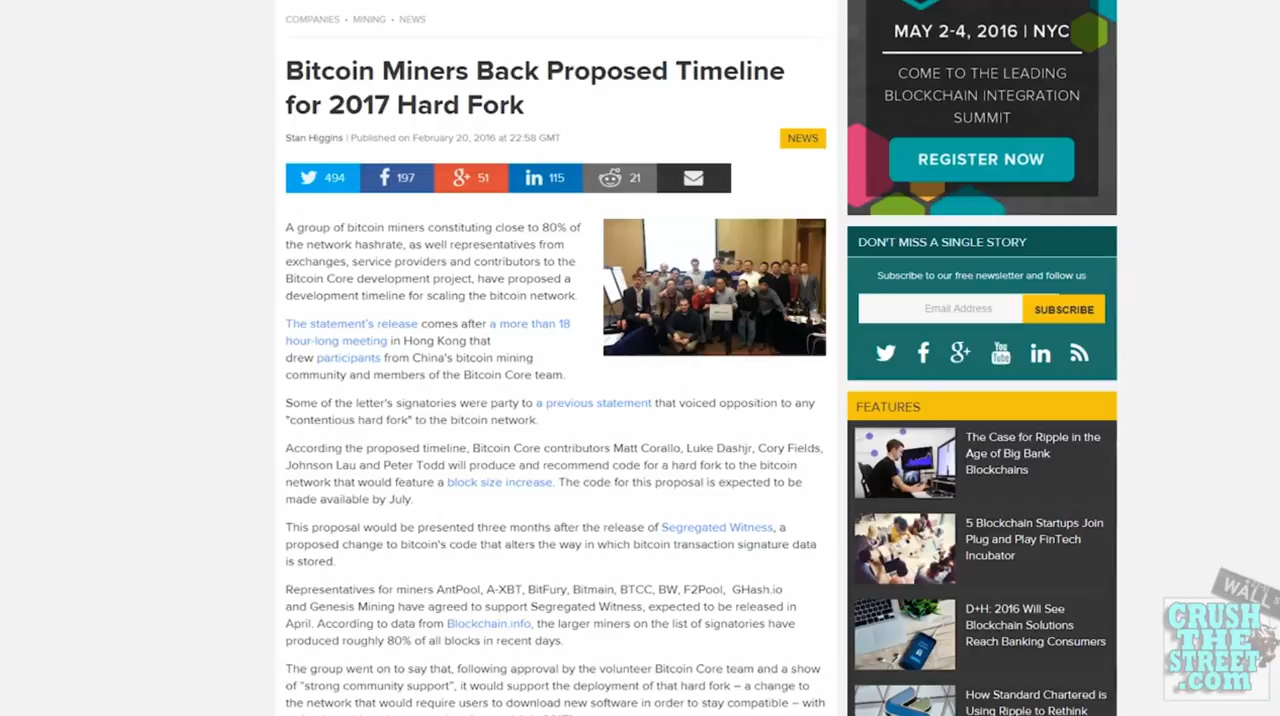 COMPANIES • MINING • NEWS
Bitcoin Miners Back Proposed Timeline
for 2017 Hard Fork
Stan Higgins | Published on February 20, 2016 at 22:58 GMT
NEWS
494
197
51
115
21
A group of bitcoin miners constituting close to 80% of
the network hashrate, as well representatives from
exchanges, service providers and contributors to the
Bitcoin Core development project, have proposed a
development timeline for scaling the bitcoin network.
The statement's release comes after a more than 18
hour-long meeting in Hong Kong that
drew participants from China's bitcoin mining
community and members of the Bitcoin Core team.
Some of the letter's signatories were party to a previous statement that voiced opposition to any
"contentious hard fork" to the bitcoin network.
According the proposed timeline, Bitcoin Core contributors Matt Corallo, Luke Dashjr, Cory Fields,
Johnson Lau and Peter Todd will produce and recommend code for a hard fork to the bitcoin
network that would feature a block size increase. The code for this proposal is expected to be
made available by July.
This proposal would be presented three months after the release of Segregated Witness, a
proposed change to bitcoin's code that alters the way in which bitcoin transaction signature data
is stored.
Representatives for miners AntPool, A-XBT, BitFury, Bitmain, BTCC, BW, F2Pool, GHash.io
and Genesis Mining have agreed to support Segregated Witness, expected to be released in
April. According to data from Blockchain.info, the larger miners on the list of signatories have
produced roughly 80% of all blocks in recent days.
The group went on to say that, following approval by the volunteer Bitcoin Core team and a show
of "strong community support", it would support the deployment of that hard fork – a change to
the network that would require users to download new software in order to stay compatible – with
MAY 2-4, 2016 | NYC
COME TO THE LEADING
BLOCKCHAIN INTEGRATION
SUMMIT
REGISTER NOW
DON'T MISS A SINGLE STORY
Subscribe to our free newsletter and follow us
Email Address
SUBSCRIBE
FEATURES
The Case for Ripple in the
Age of Big Bank
Blockchains
5 Blockchain Startups Join
Plug and Play FinTech
Incubator
D+H: 2016 Will See
Blockchain Solutions
Reach Banking Consumers
How Standard Chartered is
Using Ripple to Rethink
WALL
CRUSH
THE
STREET
.com